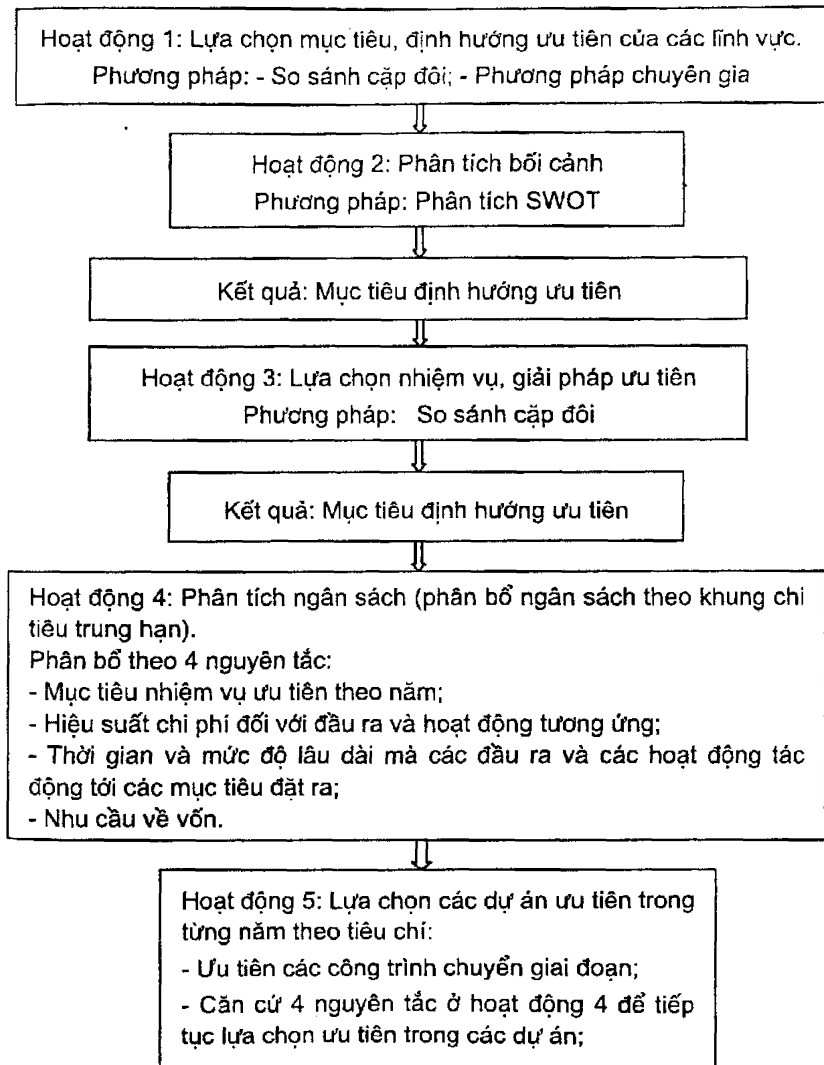 Hoạt động 1: Lựa chọn mục tiêu, định hướng ưu tiên của các lĩnh vực.
Phương pháp: - So sánh cặp đôi; - Phương pháp chuyên gia
Hoạt động 2: Phân tích bối cảnh
Phương pháp: Phân tích SWOT
Kết quả: Mục tiêu định hướng ưu tiên
Hoạt động 3: Lựa chọn nhiệm vụ, giải pháp ưu tiên
Phương pháp: So sánh cặp đôi
Kết quả: Mục tiêu định hướng ưu tiên
Hoạt động 4: Phân tích ngân sách (phân bổ ngân sách theo khung chi
tiêu trung hạn).
Phân bổ theo 4 nguyên tắc:
- Mục tiêu nhiệm vụ ưu tiên theo năm;
- Hiệu suất chi phí đối với đầu ra và hoạt động tương ứng;
- Thời gian và mức độ lâu dài mà các đầu ra và các hoạt động tác
động tới các mục tiêu đặt ra;
- Nhu cầu về vốn.
Hoạt động 5: Lựa chọn các dự án ưu tiên trong
từng năm theo tiêu chí:
- Ưu tiên các công trình chuyển giai đoạn;
- Căn cứ 4 nguyên tắc ở hoạt động 4 để tiếp
tục lựa chọn ưu tiên trong các dự án;